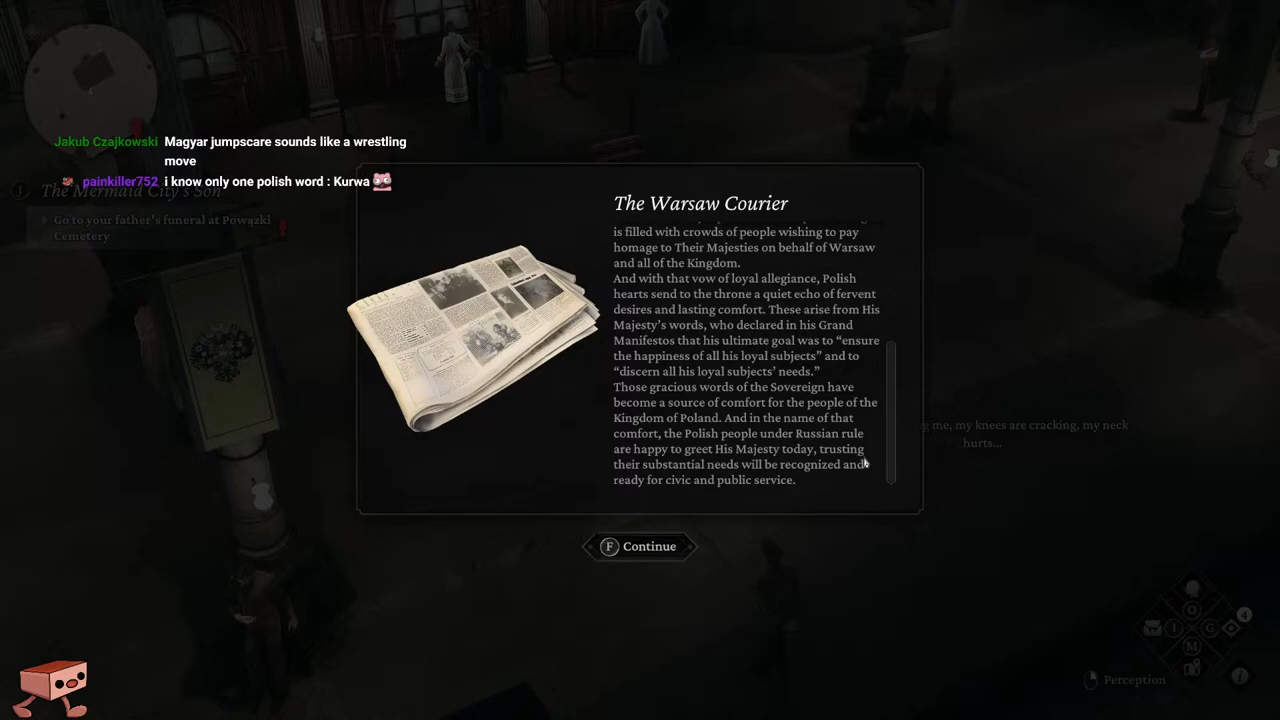 Jakub Czajkowski Magyar jumpscare sounds like a wrestling
move
painkiller752 i know only one polish word : Kurwa
I The Mermaid City's Son
Go to your father's funeral at Powązki
Cemetery
The Warsaw Courier
is filled with crowds of people wishing to pay
homage to Their Majesties on behalf of Warsaw
and all of the Kingdom.
And with that vow of loyal allegiance, Polish
hearts send to the throne a quiet echo of fervent
desires and lasting comfort. These arise from His
Majesty’s words, who declared in his Grand
Manifestos that his ultimate goal was to “ensure
the happiness of all his loyal subjects” and to
“discern all his loyal subjects’ needs.”
Those gracious words of the Sovereign have
become a source of comfort for the people of the
Kingdom of Poland. And in the name of that
comfort, the Polish people under Russian rule
are happy to greet His Majesty today, trusting
their substantial needs will be recognized and
ready for civic and public service.
me, my knees are cracking, my neck
hurts...
F Continue
O
4
I G
M
Perception
i